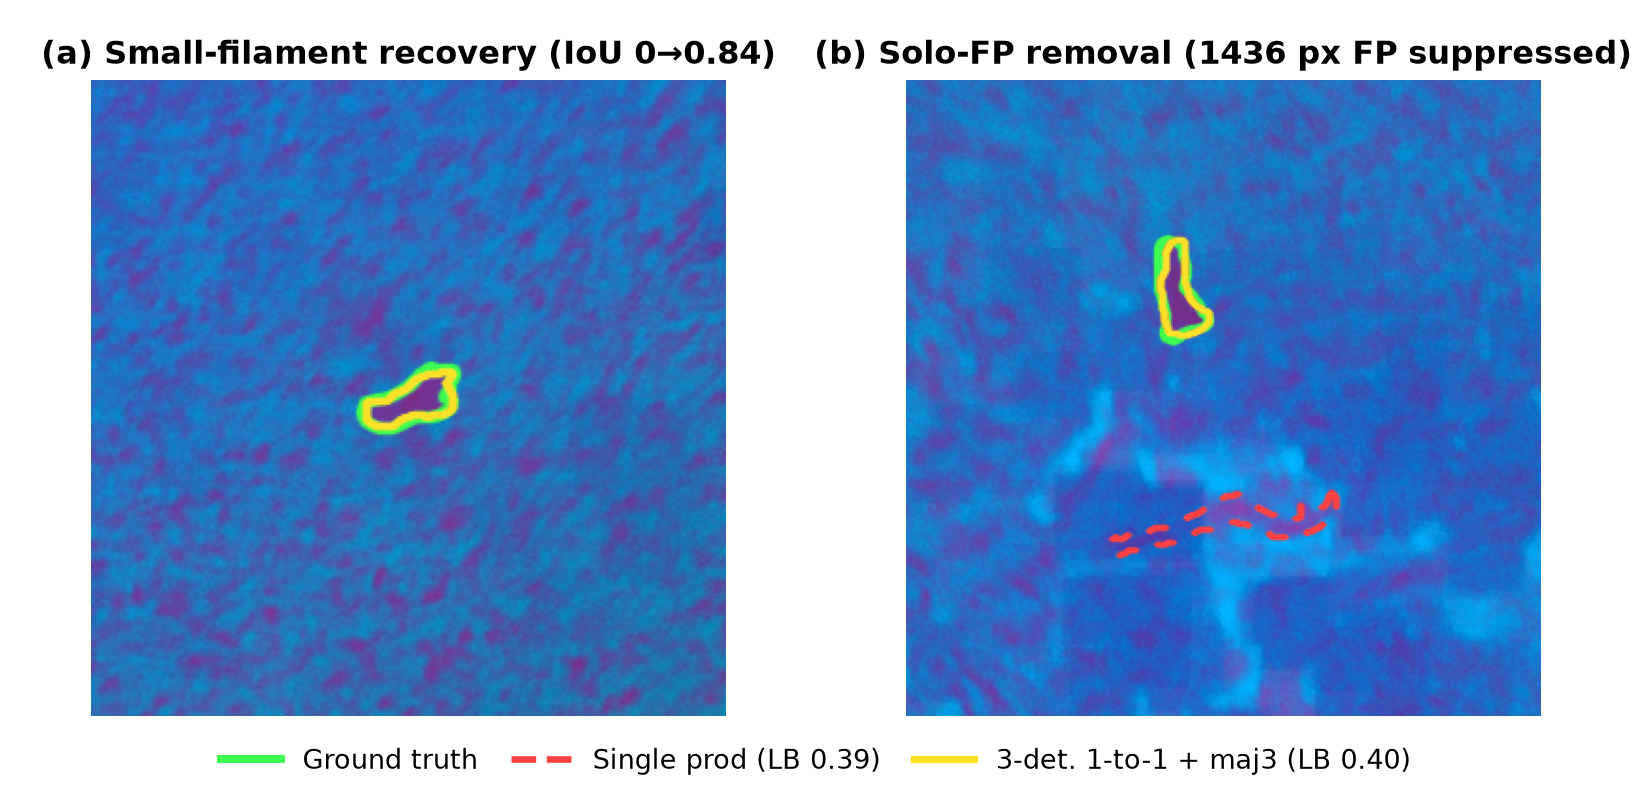 (a) Small-filament recovery (IoU 0→0.84)
(b) Solo-FP removal (1436 px FP suppressed)
Ground truth
Single prod (LB 0.39)
3-det. 1-to-1 + maj3 (LB 0.40)